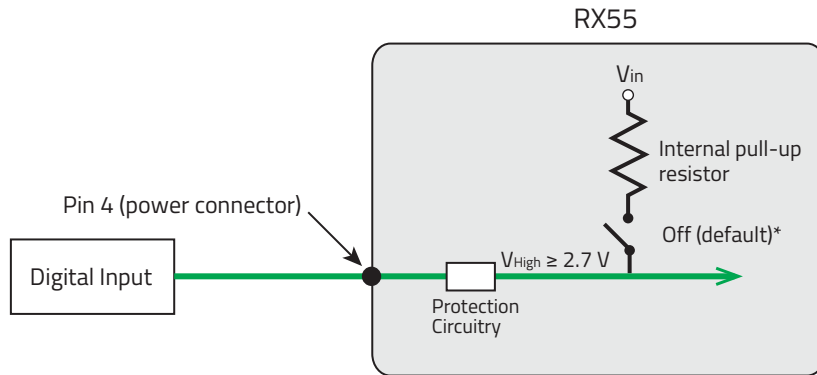 RX55
Vin
Internal pull-up
resistor
Pin 4 (power connector)
Off (default)*
Digital Input
VHigh ≥ 2.7 V
Protection
Circuitry